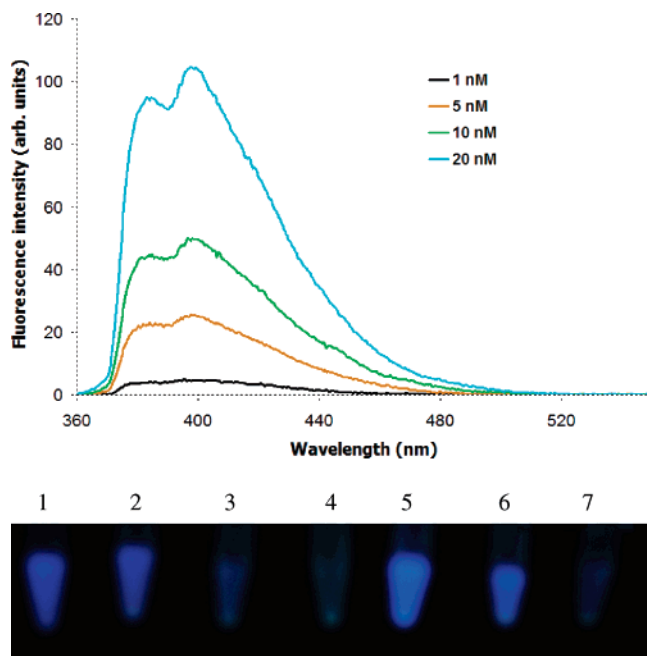 Fluorescence intensity (arb. units)
120
100
80
60
40
20
0
1 nM
5 nM
10 nM
20 nM
360
400
440
480
520
Wavelength (nm)
1 2 3 4 5 6 7